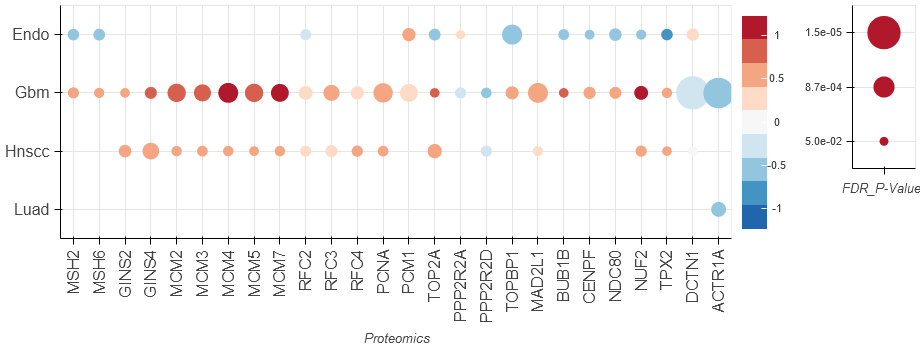 Endo
Gbm
Hnscc
Luad
MSH2
MSH6
GINS2
GINS4
MCM2
MCM3
MCM4
MCM5
MCM7
RFC2
RFC3
RFC4
PCNA
PCM1
TOP2A
PPP2R2A
PPP2R2D
TOPBP1
MAD2L1
BUB1B
CENPF
NDC80
NUF2
TPX2
DCTN1
ACTR1A
Proteomics
1
0.5
0
-0.5
-1
1.5e-05
8.7e-04
5.0e-02
FDR_P-Value